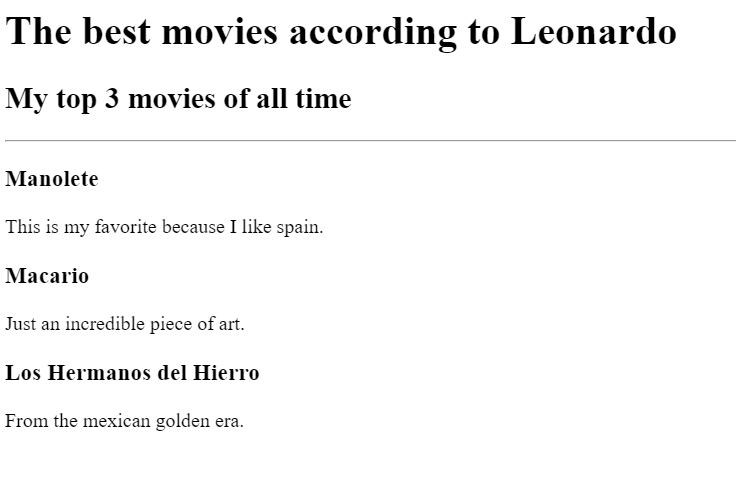 The best movies according to Leonardo
My top 3 movies of all time
Manolete
This is my favorite because I like spain.
Macario
Just an incredible piece of art.
Los Hermanos del Hierro
From the mexican golden era.